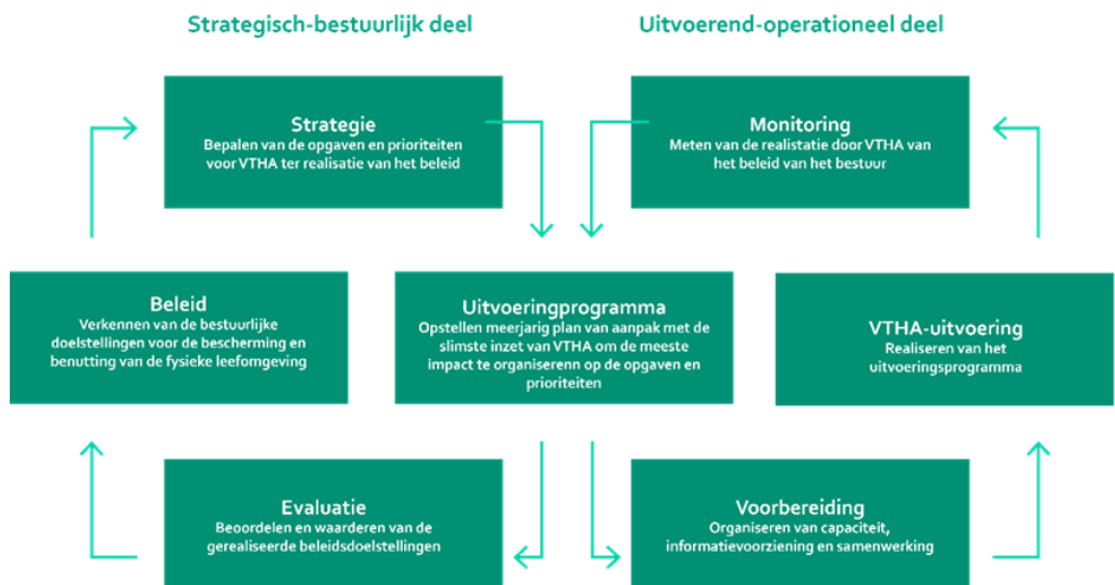 Strategisch-bestuurlijk deel
Uitvoerend-operationeel deel
Strategie
Bepalen van de opgaven en prioriteiten
voor VTHA ter realisatie van het beleid
Monitoring
Meten van de realistatie door VTHA van
het beleid van het bestuur
Beleid
Verkennen van de bestuurlijke
doelstellingen voor de bescherming en
benutting van de fysieke leefomgeving
Uitvoeringprogramma
Opstellen meerjarig plan van aanpak met de
slimste inzet van VTHA om de meeste
impact te organiserenn op de opgaven en
prioriteiten
VTHA-uitvoering
Realiseren van het
uitvoeringsprogramma
Evaluatie
Beoordelen en waarderen van de
gerealiseerde beleidsdoelstellingen
Voorbereiding
Organiseren van capaciteit,
informatievoorziening en samenwerking